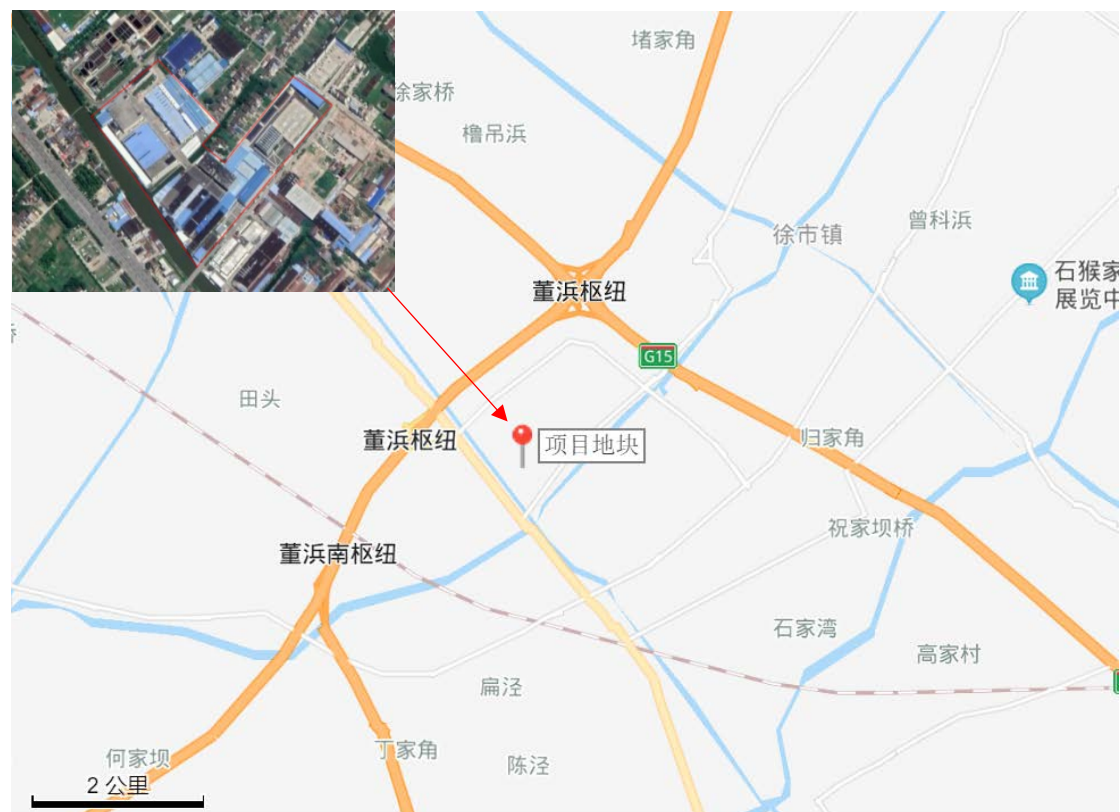 堵家角
余家桥
橹吊浜
曾科浜
徐市镇
石猴家
展览中
董浜枢纽
G15
桥
田头
董浜枢纽
项目地块
归家角
祝家坝桥
董浜南枢纽
石家湾
高家村
扁泾
丁家角
陈泾
何家坝
2 公里